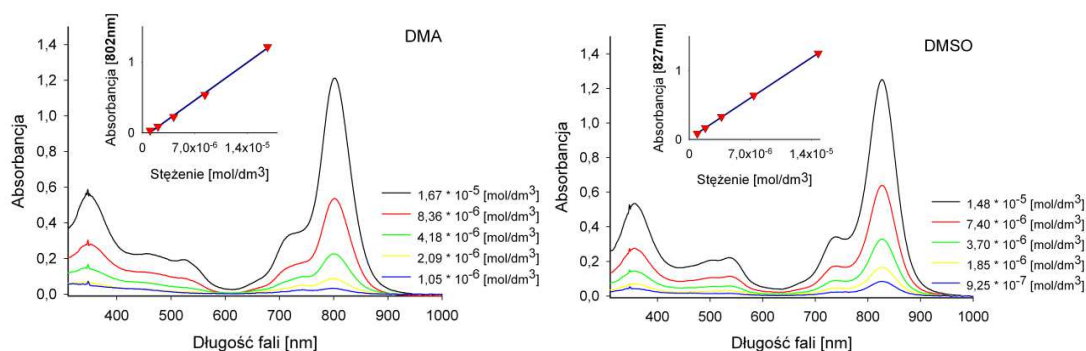 DMA
1,4
1,2
1,0
0,8
0,6
0,4
0,2
0,0
Absorbancja
400 500 600 700 800 900 1000
Długość fali [nm]
Absorbancja [802nm]
1
0
0 7,0x10-6 1,4x10-5
Stężenie [mol/dm3]
1,67 * 10-5 [mol/dm3]
8,36 * 10-6 [mol/dm3]
4,18 * 10-6 [mol/dm3]
2,09 * 10-6 [mol/dm3]
1,05 * 10-6 [mol/dm3]
DMSO
1,4
1,2
1,0
0,8
0,6
0,4
0,2
0,0
Absorbancja
400 500 600 700 800 900 1000
Długość fali [nm]
Absorbancja [827nm]
1
0
0 7,0x10-6 1,4x10-5
Stężenie [mol/dm3]
1,48 * 10-5 [mol/dm3]
7,40 * 10-6 [mol/dm3]
3,70 * 10-6 [mol/dm3]
1,85 * 10-6 [mol/dm3]
9,25 * 10-7 [mol/dm3]